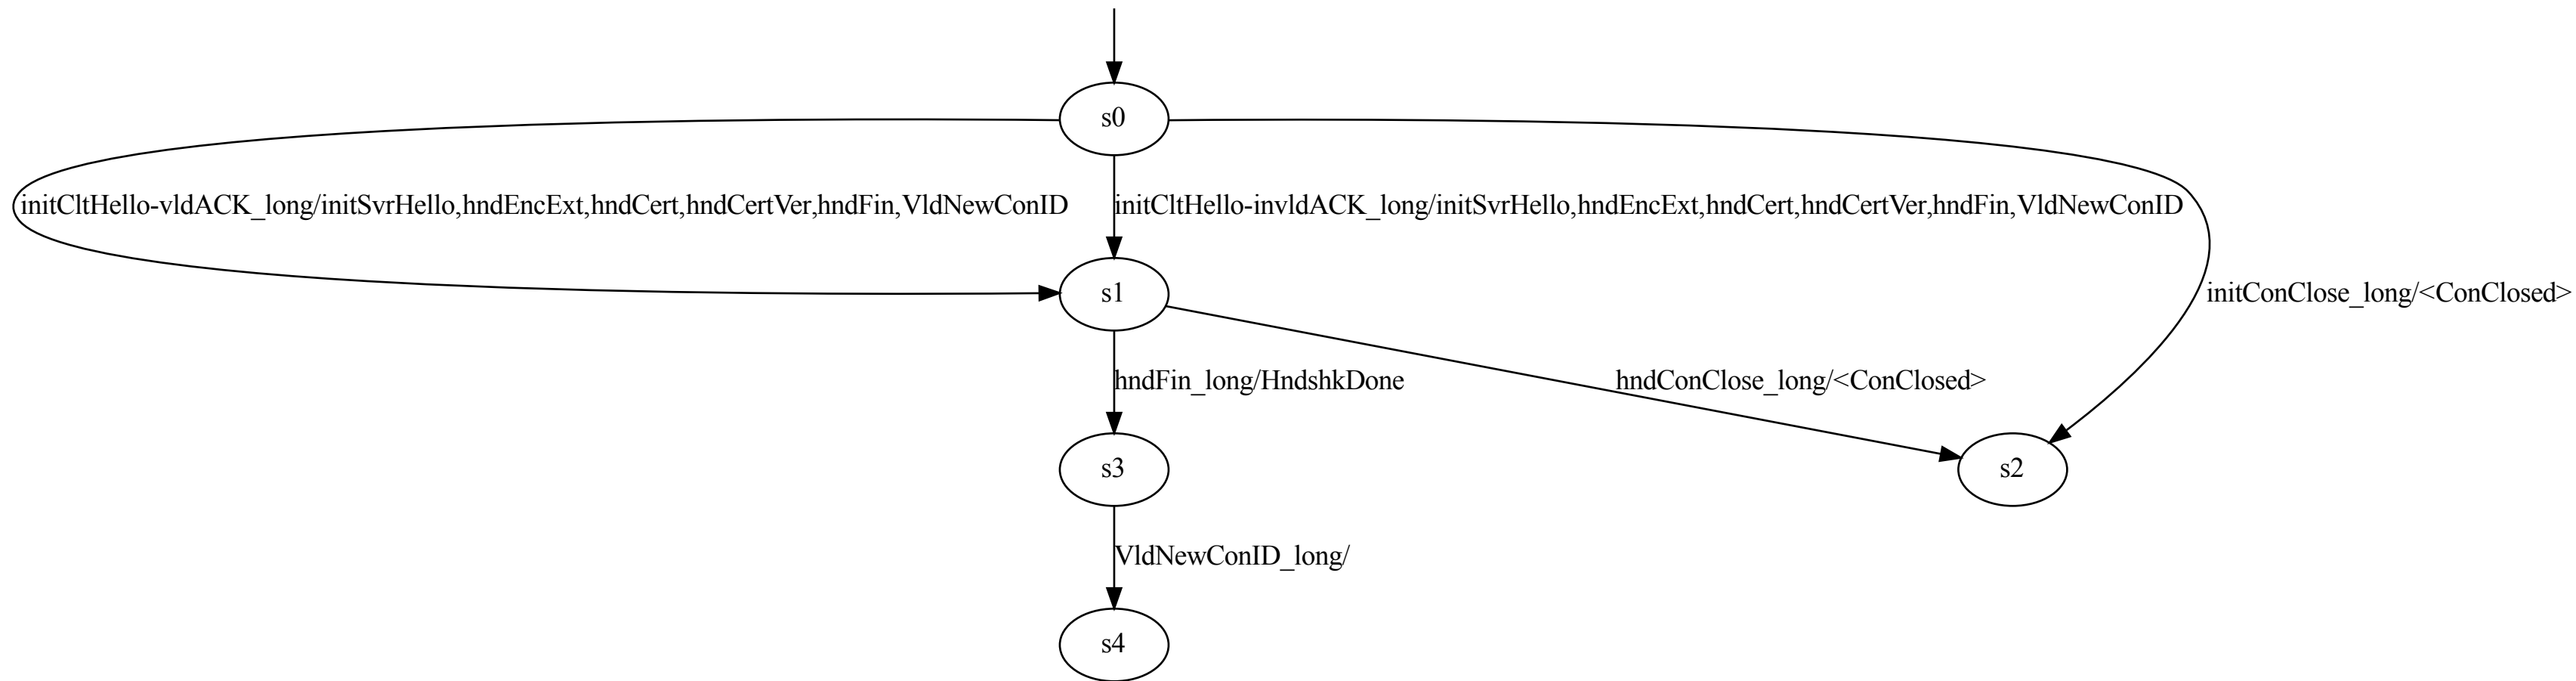 s0
initCltHello-vldACK_long/initSvrHello,hndEncExt,hndCert,hndCertVer,hndFin,VldNewConID
initCltHello-invldACK_long/initSvrHello,hndEncExt,hndCert,hndCertVer,hndFin,VldNewConID
s1
initConClose_long/<ConClosed>
hndFin_long/HndshkDone
hndConClose_long/<ConClosed>
s3
s2
VldNewConID_long/
s4